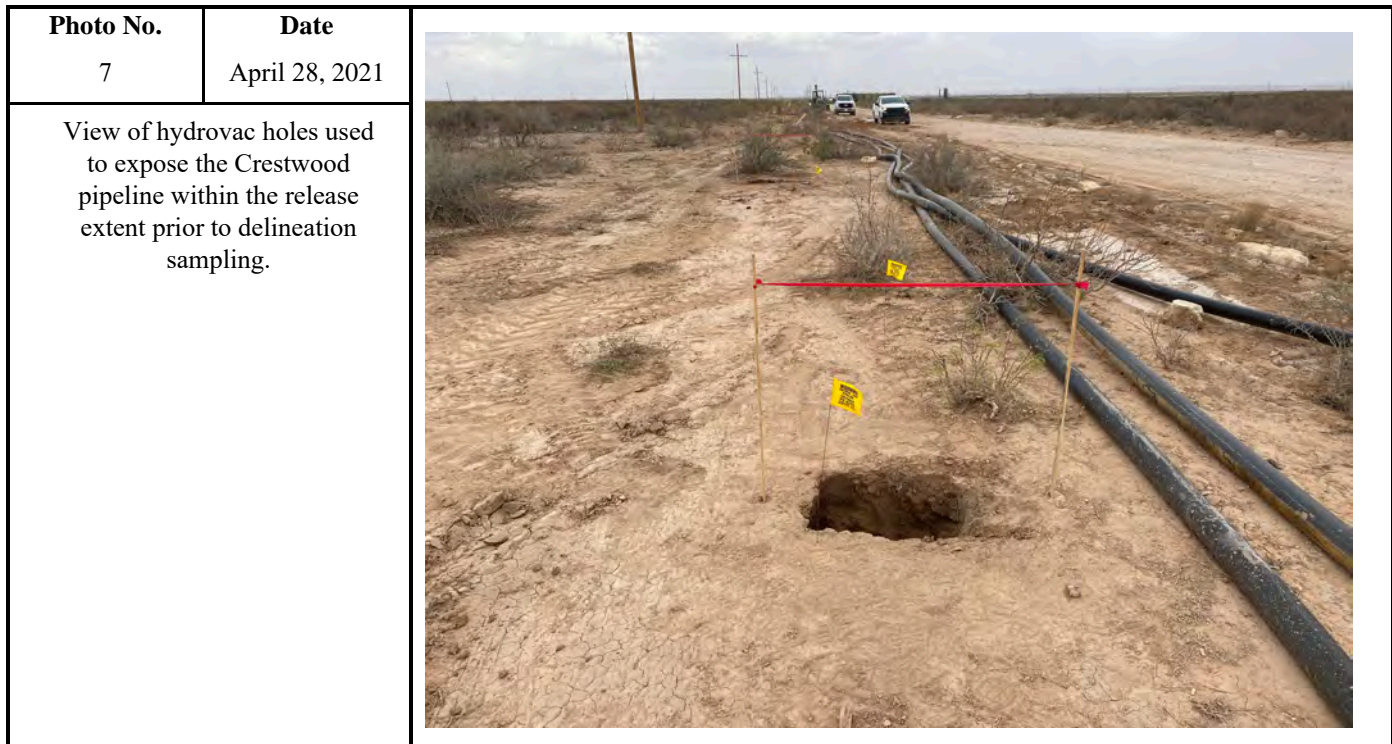 Photo No.
Date
7
April 28, 2021
View of hydrovac holes used
to expose the Crestwood
pipeline within the release
extent prior to delineation
sampling.